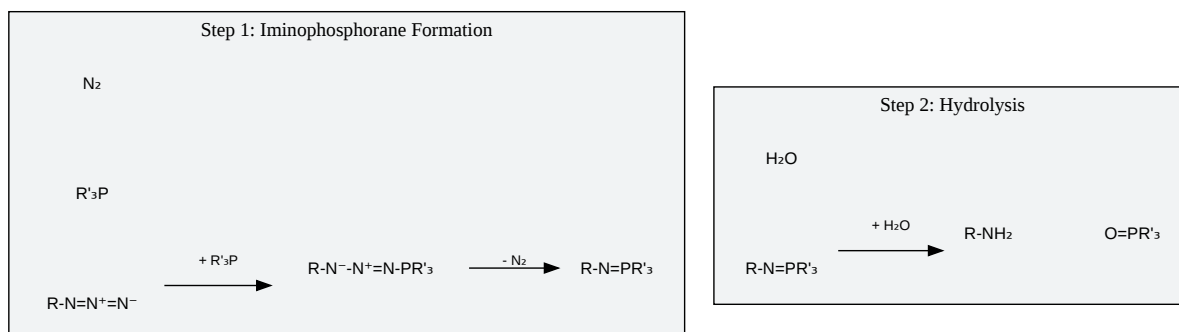 Step 1: Iminophosphorane Formation
N₂
R'₃P
+ R'₃P
R-N⁻-N⁺=N-PR'₃
- N₂
R-N=PR'₃
R-N=N⁺=N⁻
Step 2: Hydrolysis
H₂O
+ H₂O
R-NH₂
O=PR'₃
R-N=PR'₃